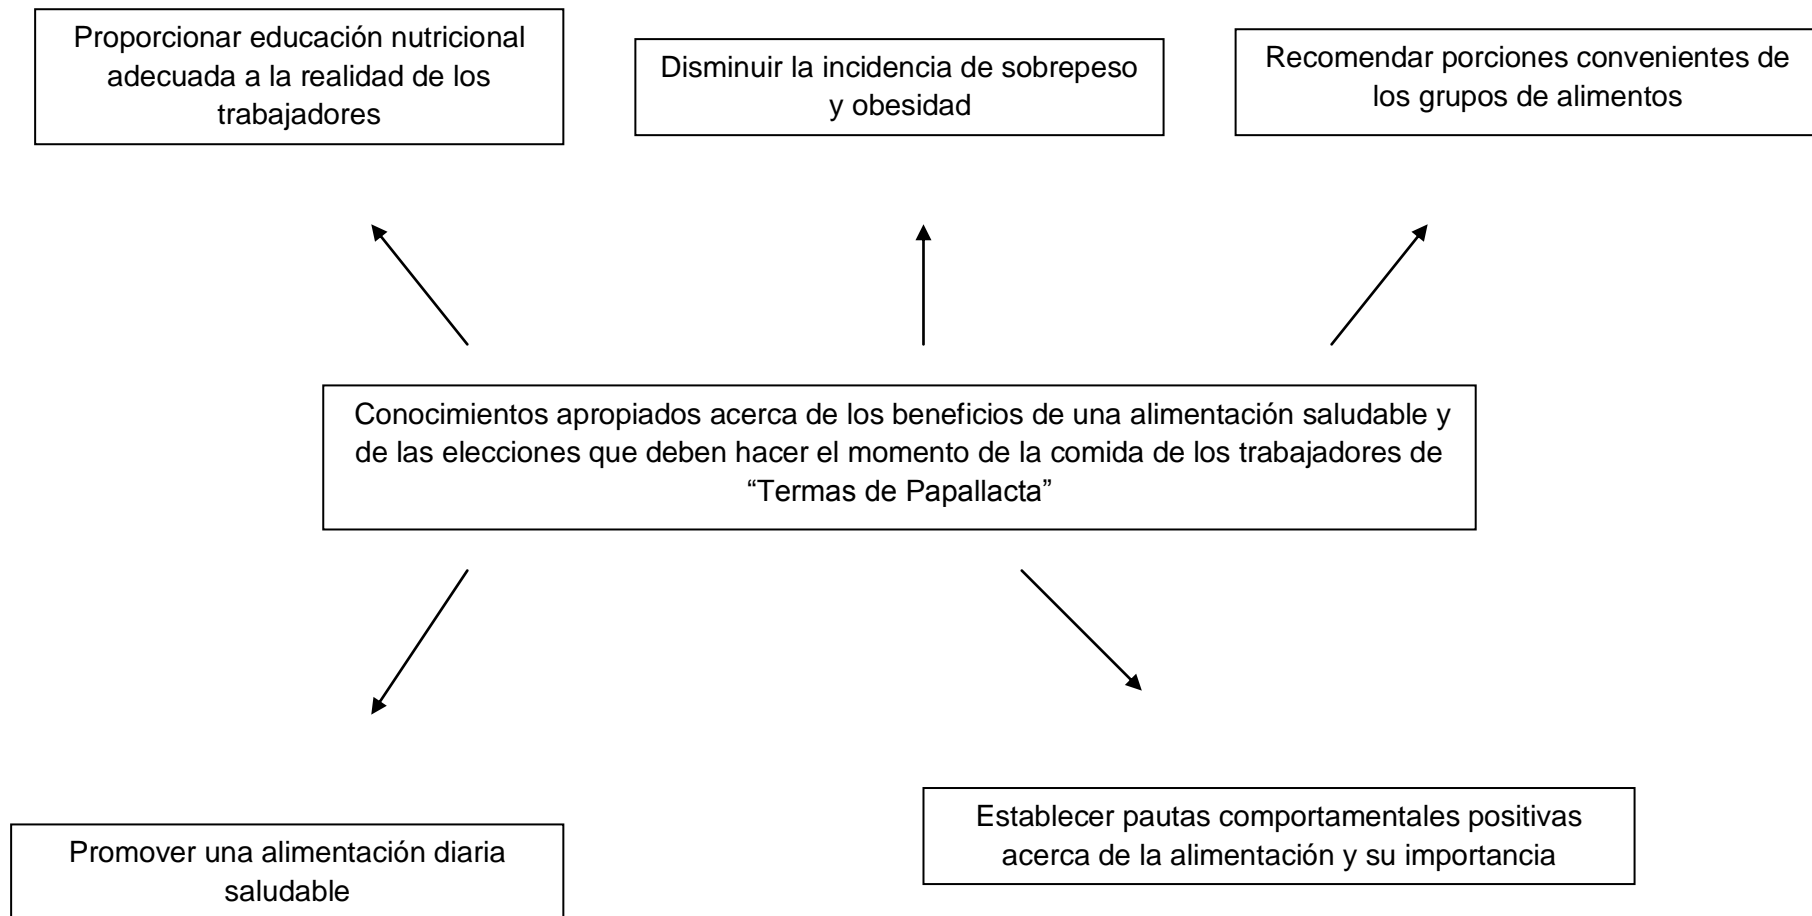 Proporcionar educación nutricional
adecuada a la realidad de los
trabajadores
Disminuir la incidencia de sobrepeso
y obesidad
Recomendar porciones convenientes de
los grupos de alimentos
Conocimientos apropiados acerca de los beneficios de una alimentación saludable y
de las elecciones que deben hacer el momento de la comida de los trabajadores de
“Termas de Papallacta”
Promover una alimentación diaria
saludable
Establecer pautas comportamentales positivas
acerca de la alimentación y su importancia